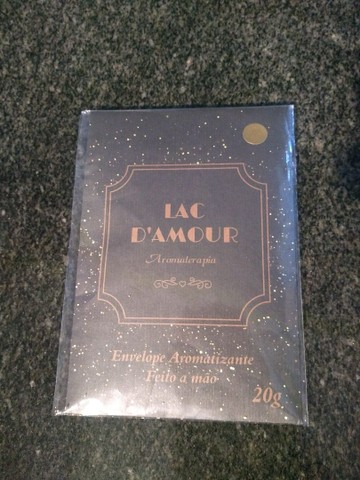 LAC
D'AMOUR
Aromaterapia
Envelope Aromatizante
Feito a mão
20g